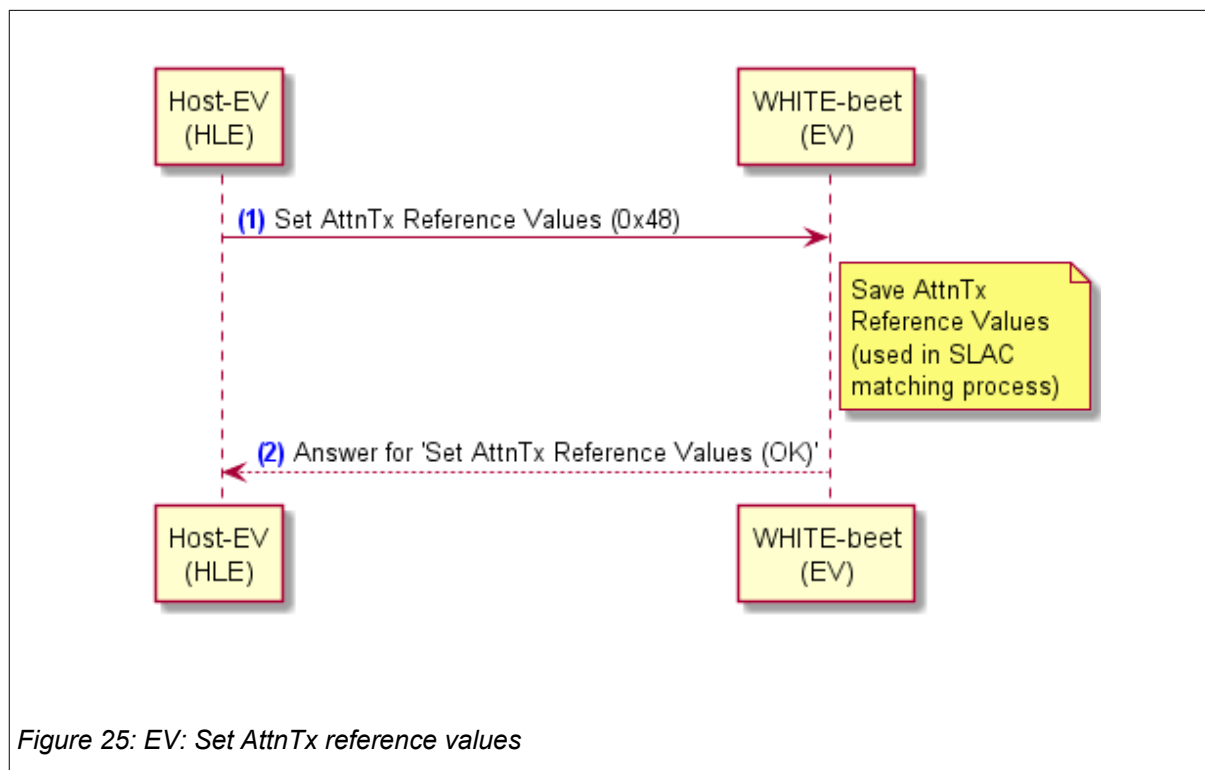 Host-EV
(HLE)
WHITE-beet
(EV)
(1) Set AttnTx Reference Values (0x48)
Save AttnTx
Reference Values
(used in SLAC
matching process)
(2) Answer for 'Set AttnTx Reference Values (OK)'
Host-EV
(HLE)
WHITE-beet
(EV)
Figure 25: EV: Set AttnTx reference values